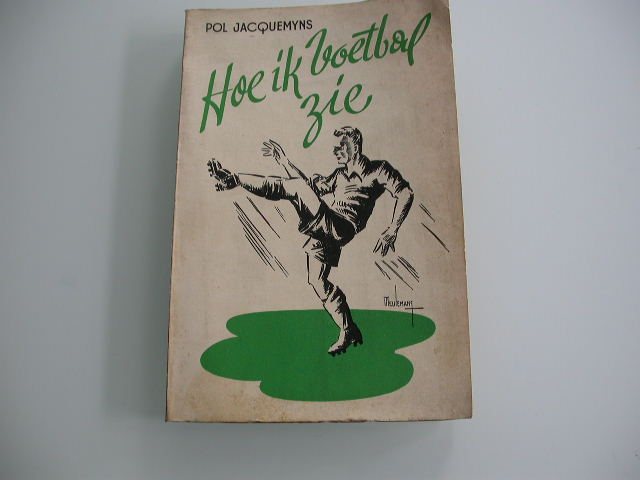 POL JACQUEMYNS
Hoe ik Voetbal
zie